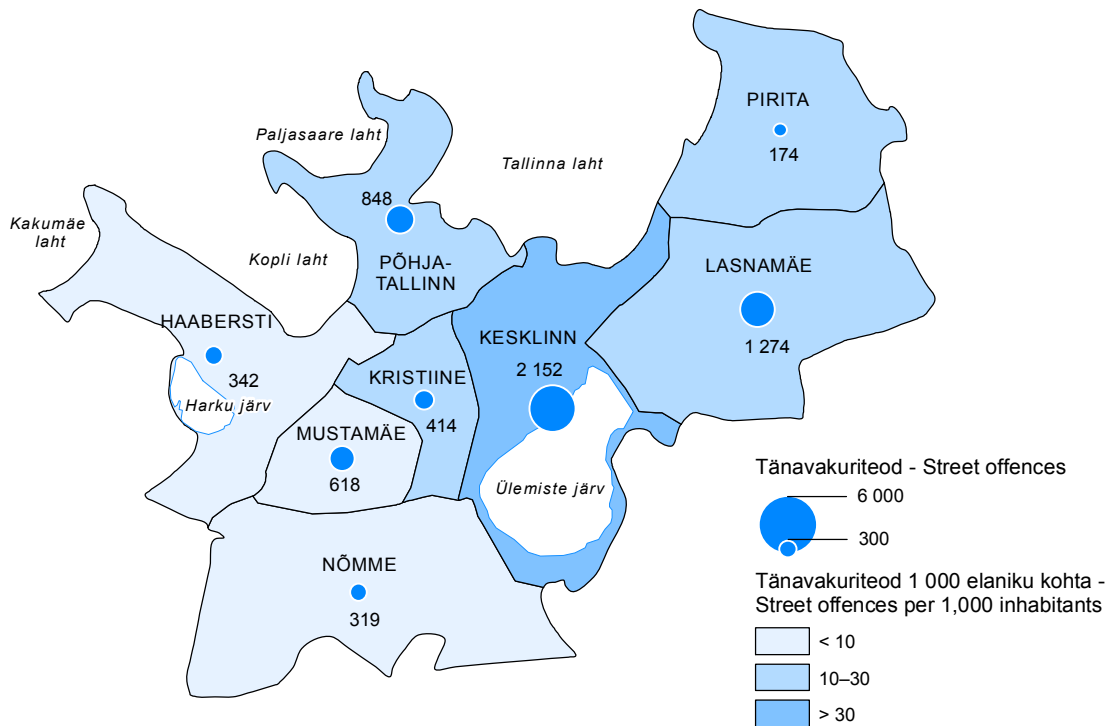 PIRITA
174
Paljasaare laht
Tallinna laht
848
Kakumäe
laht
Kopli laht
PÕHJA-
TALLINN
LASNAMÄE
1 274
HAABERSTI
342
Harku järv
KESKLINN
2 152
KRISTIINE
414
MUSTAMÄE
618
Ülemiste järv
NÕMME
319
Tänavakuriteod - Street offences
6 000
300
Tänavakuriteod 1 000 elaniku kohta -
Street offences per 1,000 inhabitants
< 10
10–30
> 30